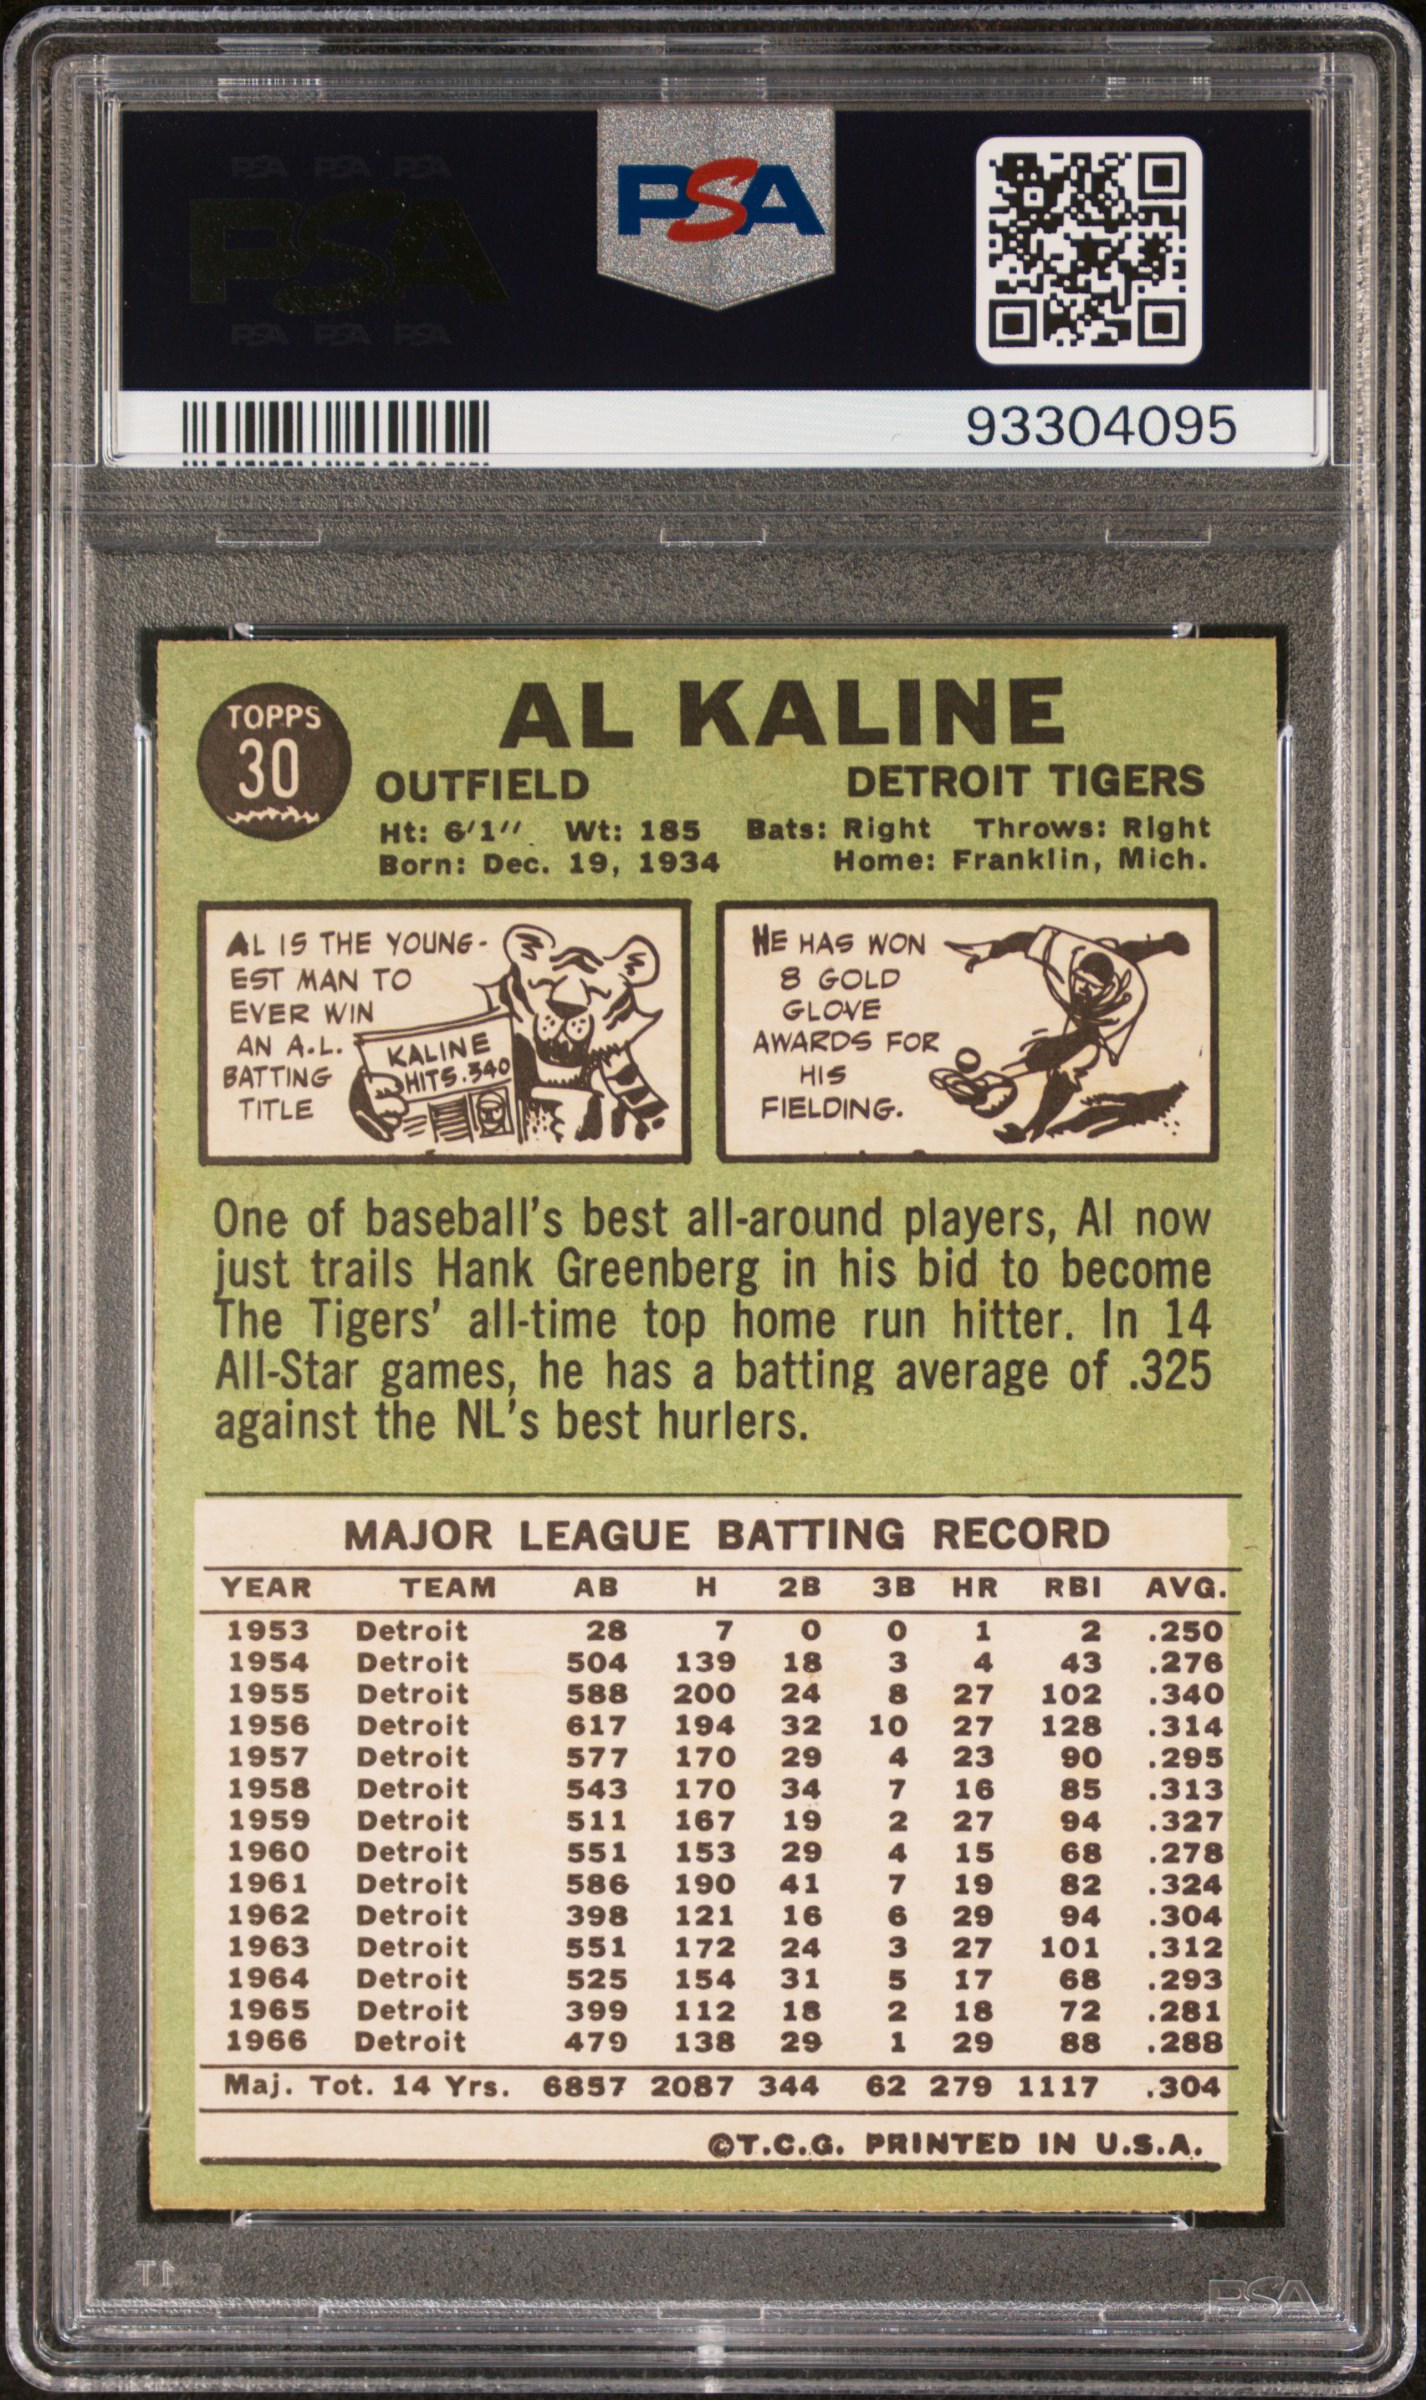 PSA PSA PSA
PSA
PSA PSA PSA
PSA
93304095
TOPPS
30
AL KALINE
OUTFIELD DETROIT TIGERS
Ht: 6'1" Wt: 185 Bats: Right Throws: Right
Born: Dec. 19, 1934 Home: Franklin, Mich.
AL IS THE YOUNG-
EST MAN TO
EVER WIN
AN A.L.
BATTING
TITLE
KALINE
HITS .340
HE HAS WON
8 GOLD
GLOVE
AWARDS FOR
HIS
FIELDING.
One of baseball's best all-around players, Al now
just trails Hank Greenberg in his bid to become
The Tigers' all-time top home run hitter. In 14
All-Star games, he has a batting average of .325
against the NL's best hurlers.
MAJOR LEAGUE BATTING RECORD
YEAR TEAM AB H 2B 3B HR RBI AVG.
1953 Detroit 28 7 0 0 1 2 .250
1954 Detroit 504 139 18 3 4 43 .276
1955 Detroit 588 200 24 8 27 102 .340
1956 Detroit 617 194 32 10 27 128 .314
1957 Detroit 577 170 29 4 23 90 .295
1958 Detroit 543 170 34 7 16 85 .313
1959 Detroit 511 167 19 2 27 94 .327
1960 Detroit 551 153 29 4 15 68 .278
1961 Detroit 586 190 41 7 19 82 .324
1962 Detroit 398 121 16 6 29 94 .304
1963 Detroit 551 172 24 3 27 101 .312
1964 Detroit 525 154 31 5 17 68 .293
1965 Detroit 399 112 18 2 18 72 .281
1966 Detroit 479 138 29 1 29 88 .288
Maj. Tot. 14 Yrs. 6857 2087 344 62 279 1117 .304
©T.C.G. PRINTED IN U.S.A.
PSA